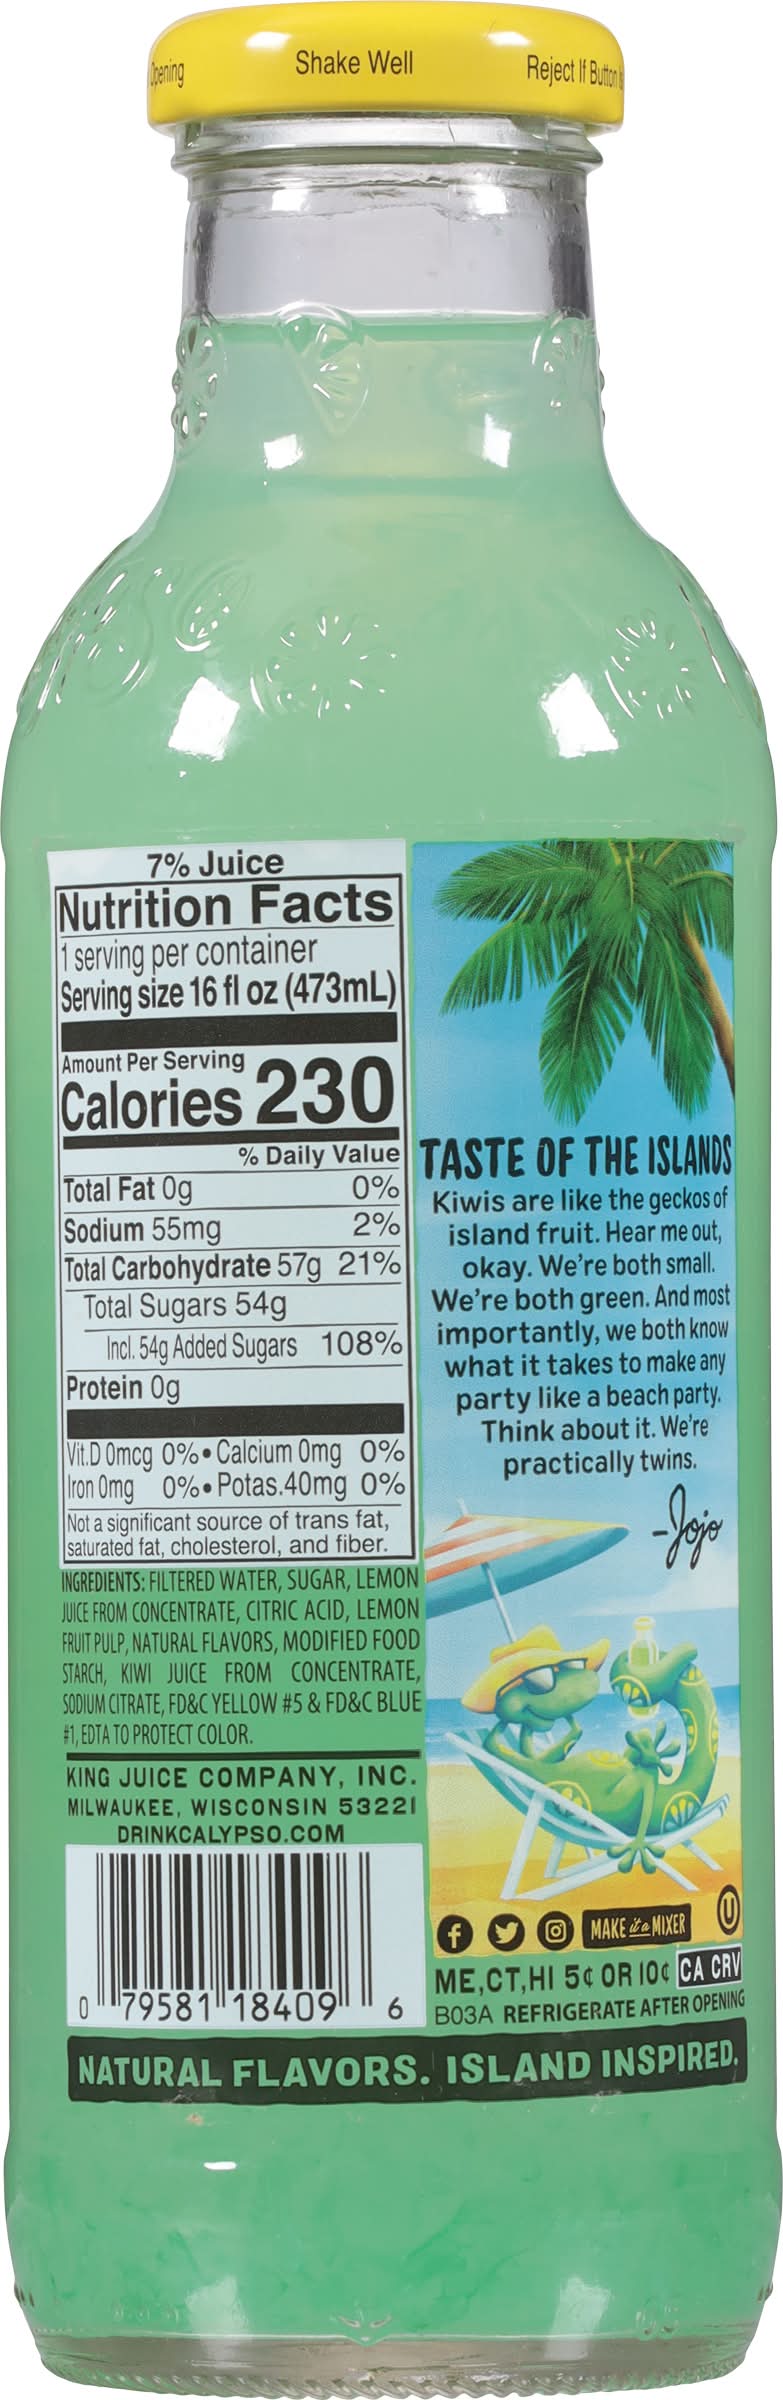 Opening
Shake Well
Reject If Button
7% Juice
Nutrition Facts
1 serving per container
Serving size 16 fl oz (473mL)
Amount Per Serving
Calories 230
% Daily Value
Total Fat 0g 0%
Sodium 55mg 2%
Total Carbohydrate 57g 21%
Total Sugars 54g
Incl. 54g Added Sugars 108%
Protein 0g
Vit.D 0mcg 0% • Calcium 0mg 0%
Iron 0mg 0% • Potas.40mg 0%
Not a significant source of trans fat,
saturated fat, cholesterol, and fiber.
INGREDIENTS: FILTERED WATER, SUGAR, LEMON
JUICE FROM CONCENTRATE, CITRIC ACID, LEMON
FRUIT PULP, NATURAL FLAVORS, MODIFIED FOOD
STARCH, KIWI JUICE FROM CONCENTRATE,
SODIUM CITRATE, FD&C YELLOW #5 & FD&C BLUE
#1, EDTA TO PROTECT COLOR.
KING JUICE COMPANY, INC.
MILWAUKEE, WISCONSIN 53221
DRINKCALYPSO.COM
0 79581 18409 6
TASTE OF THE ISLANDS
Kiwis are like the geckos of
island fruit. Hear me out,
okay. We're both small.
We're both green. And most
importantly, we both know
what it takes to make any
party like a beach party.
Think about it. We're
practically twins.
-Jojo
MAKE it a MIXER
U
ME,CT,HI 5¢ OR 10¢ CA CRV
B03A REFRIGERATE AFTER OPENING
NATURAL FLAVORS. ISLAND INSPIRED.